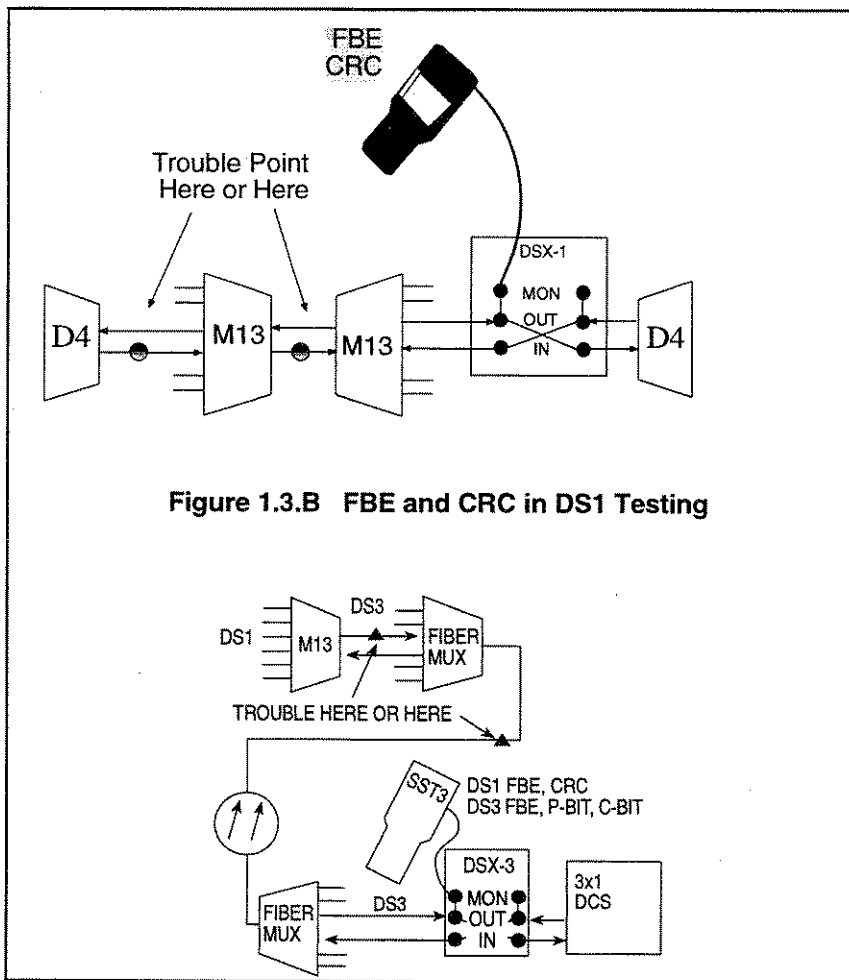 FBE
CRC
Trouble Point
Here or Here
DSX-1
MON
OUT
IN
D4
M13
M13
D4
Figure 1.3.B FBE and CRC in DS1 Testing
DS3
DS1
M13
FIBER
MUX
TROUBLE HERE OR HERE
SST3
DS1 FBE, CRC
DS3 FBE, P-BIT, C-BIT
DSX-3
MON
OUT
IN
3x1
DCS
DS3
FIBER
MUX